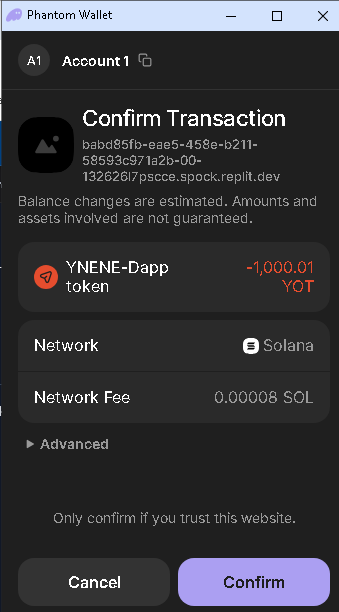 Phantom Wallet
A1 Account 1
Confirm Transaction
babd85fb-eae5-458e-b211-
58593c971a2b-00-
132626l7pscce.spock.replit.dev
Balance changes are estimated. Amounts and
assets involved are not guaranteed.
YNENE-Dapp -1,000.01
token YOT
Network Solana
Network Fee 0.00008 SOL
Advanced
Only confirm if you trust this website.
Cancel Confirm